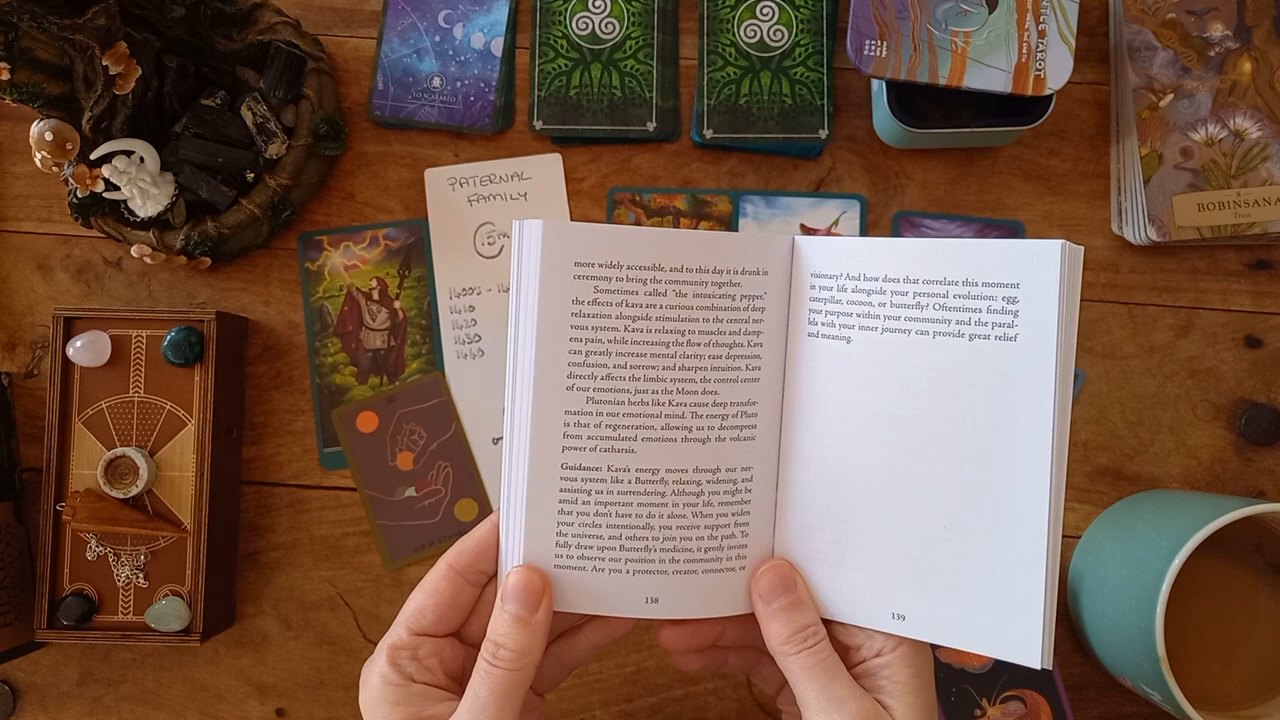 LO SCARABEO
NTLE TAROT
BOBINSANA
Trust
PATERNAL
FAMILY
1400's - 14
1410
1420
1430
1440
more widely accessible, and to this day it is drunk in
ceremony to bring the community together.
Sometimes called "the intoxicating pepper,"
the effects of kava are a curious combination of deep
relaxation alongside stimulation to the central ner-
vous system. Kava is relaxing to muscles and damp-
ens pain, while increasing the flow of thoughts. Kava
can greatly increase mental clarity; ease depression,
confusion, and sorrow; and sharpen intuition. Kava
directly affects the limbic system, the control center
of our emotions, just as the Moon does.
Plutonian herbs like Kava cause deep transfor-
mation in our emotional mind. The energy of Pluto
is that of regeneration, allowing us to decompress
from accumulated emotions through the volcanic
power of catharsis.
Guidance: Kava's energy moves through our ner-
vous system like a Butterfly, relaxing, widening, and
assisting us in surrendering. Although you might be
amid an important moment in your life, remember
that you don't have to do it alone. When you widen
your circles intentionally, you receive support from
the universe, and others to join you on the path. To
fully draw upon Butterfly's medicine, it gently invites
us to observe our position in the community in this
moment. Are you a protector, creator, connector, or
138
visionary? And how does that correlate this moment
in your life alongside your personal evolution: egg,
caterpillar, cocoon, or butterfly? Oftentimes finding
your purpose within your community and the paral-
lels with your inner journey can provide great relief
and meaning.
139